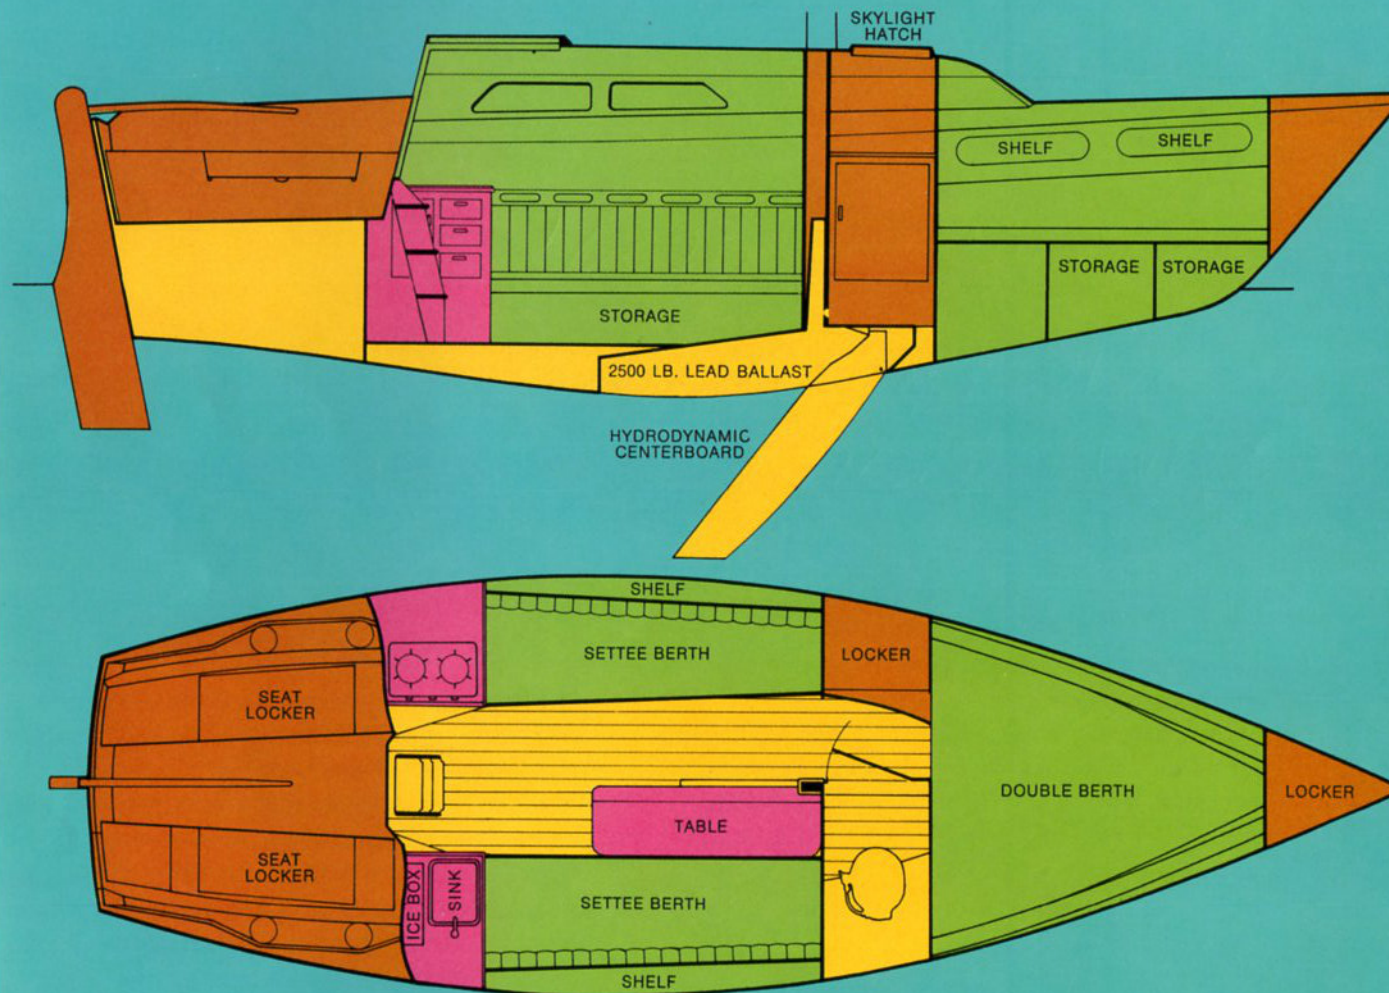 SKYLIGHT
HATCH
SHELF
SHELF
STORAGE
STORAGE
STORAGE
2500 LB. LEAD BALLAST
HYDRODYNAMIC
CENTERBOARD
SHELF
SETTEE BERTH
LOCKER
SEAT
LOCKER
DOUBLE BERTH
LOCKER
TABLE
SEAT
LOCKER
ICE BOX
SINK
SETTEE BERTH
SHELF